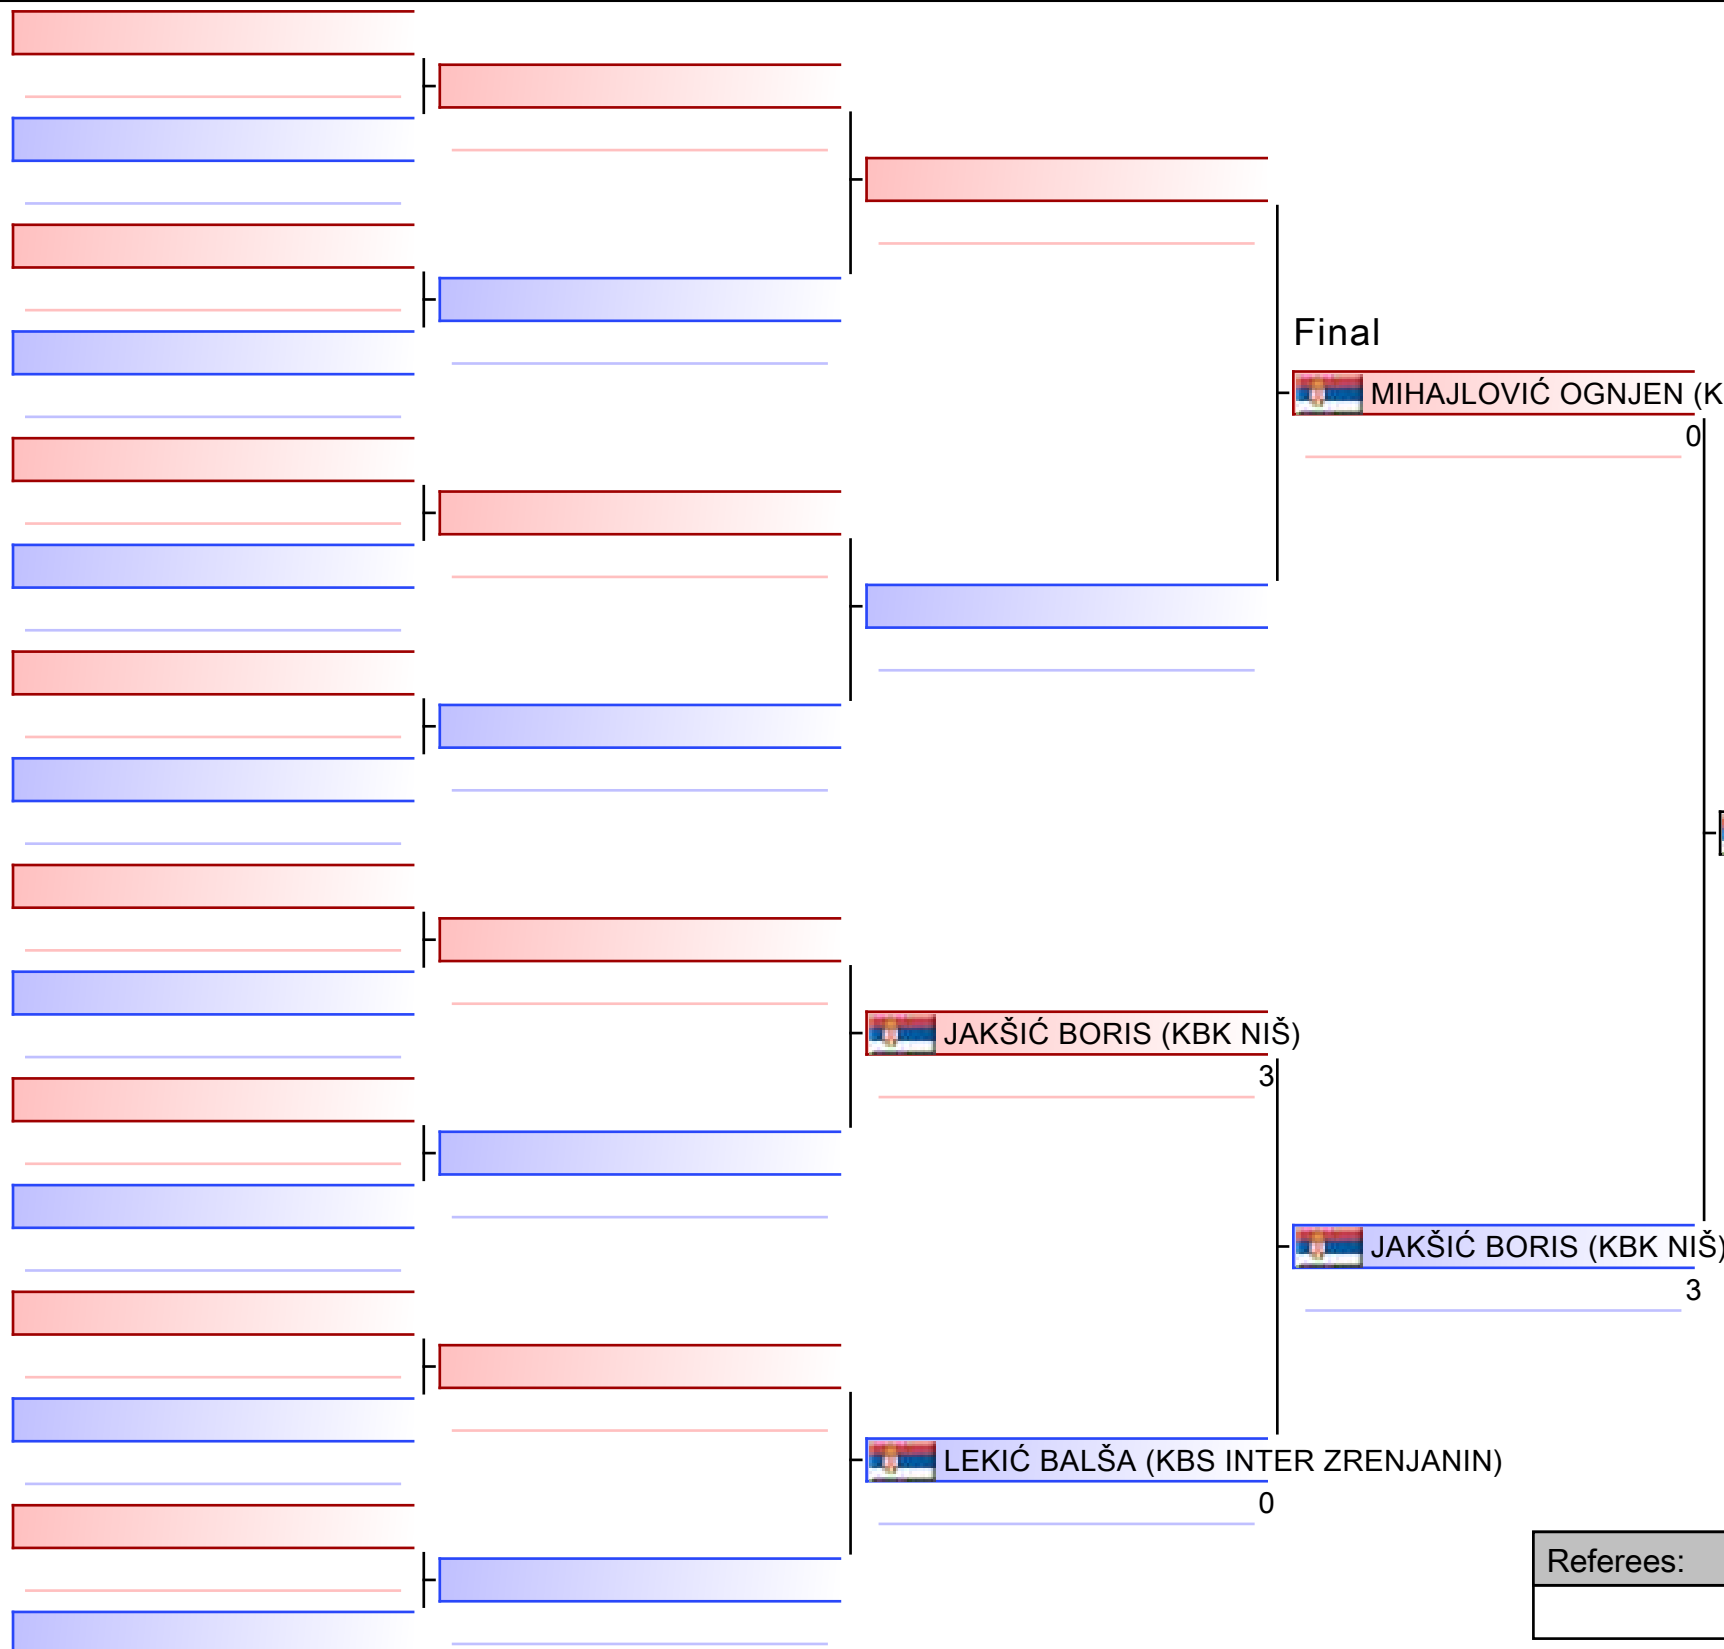 Final
MIHAJLOVIĆ OGNJEN (K
0
JAKŠIĆ BORIS (KBK NIŠ)
3
JAKŠIĆ BORIS (KBK NIŠ)
3
LEKIĆ BALŠA (KBS INTER ZRENJANIN)
0
Referees: